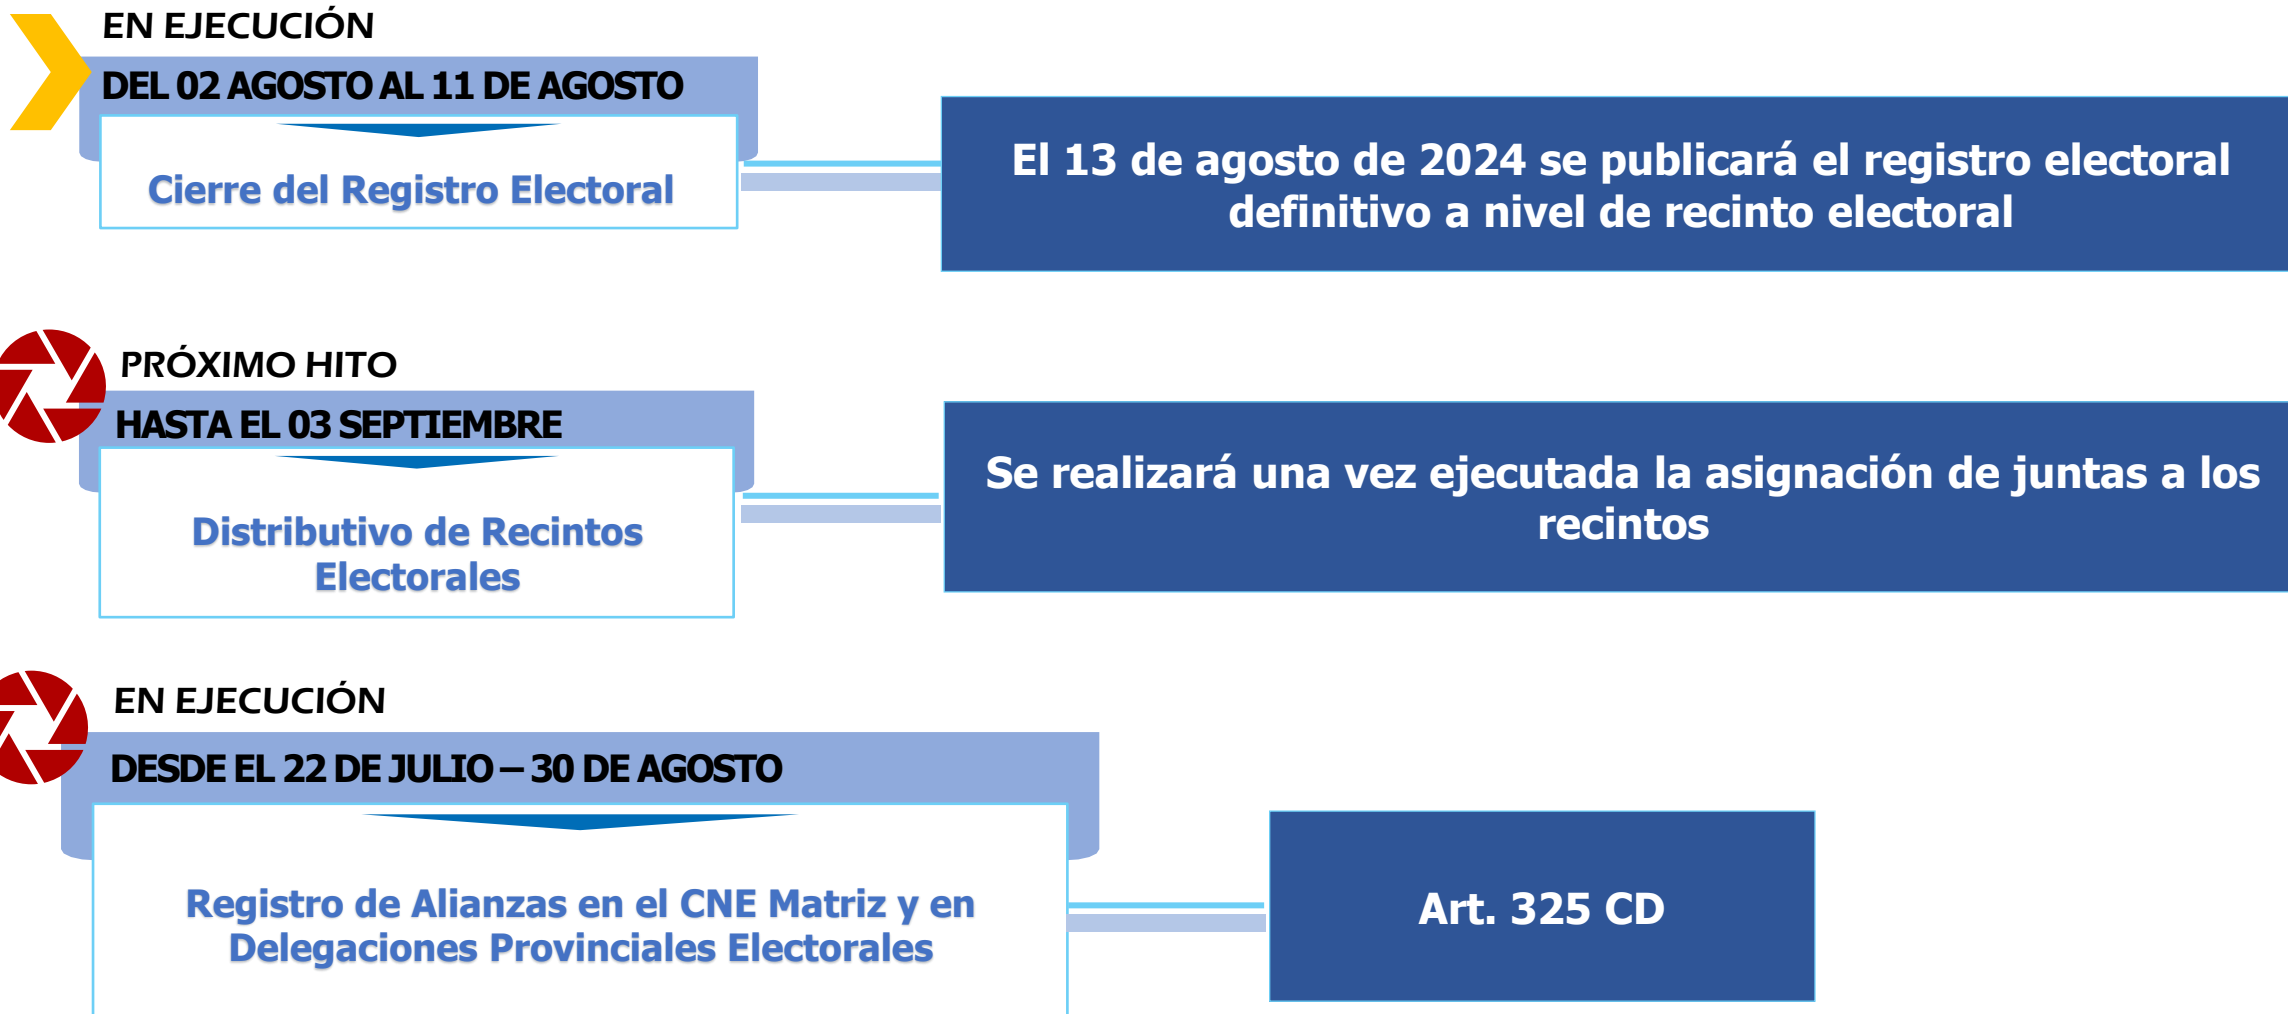 EN EJECUCIÓN
DEL 02 AGOSTO AL 11 DE AGOSTO
Cierre del Registro Electoral
El 13 de agosto de 2024 se publicará el registro electoral
definitivo a nivel de recinto electoral
PRÓXIMO HITO
HASTA EL 03 SEPTIEMBRE
Distributivo de Recintos
Electorales
Se realizará una vez ejecutada la asignación de juntas a los
recintos
EN EJECUCIÓN
DESDE EL 22 DE JULIO – 30 DE AGOSTO
Registro de Alianzas en el CNE Matriz y en
Delegaciones Provinciales Electorales
Art. 325 CD